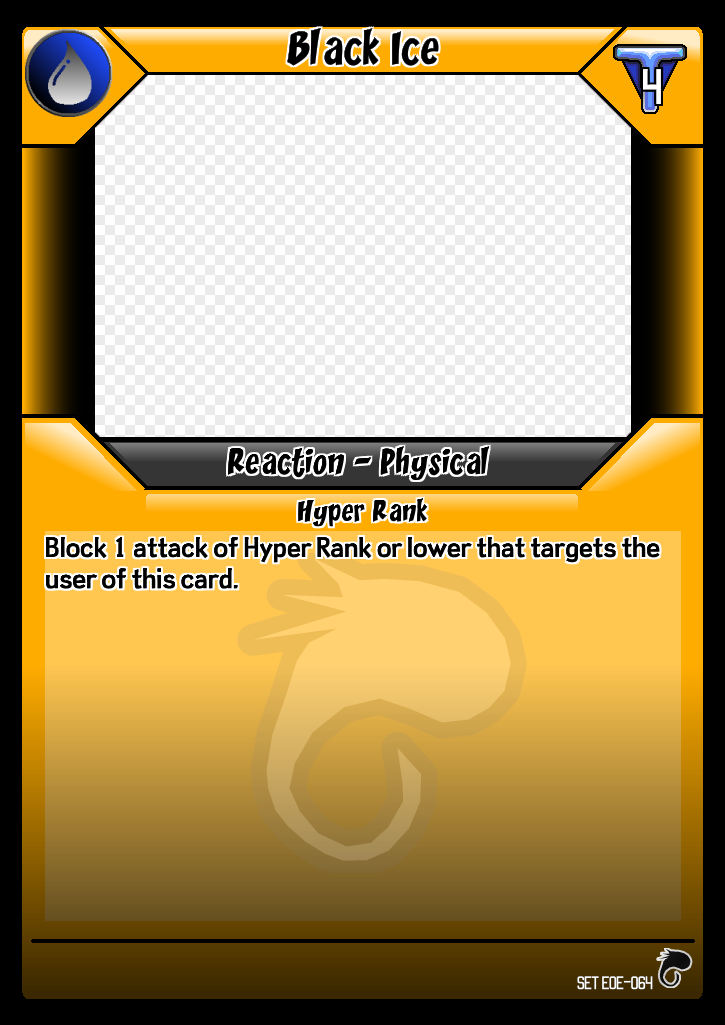 Black Ice
4
Reaction - Physical
Hyper Rank
Block 1 attack of Hyper Rank or lower that targets the
user of this card.
SET EOE-064